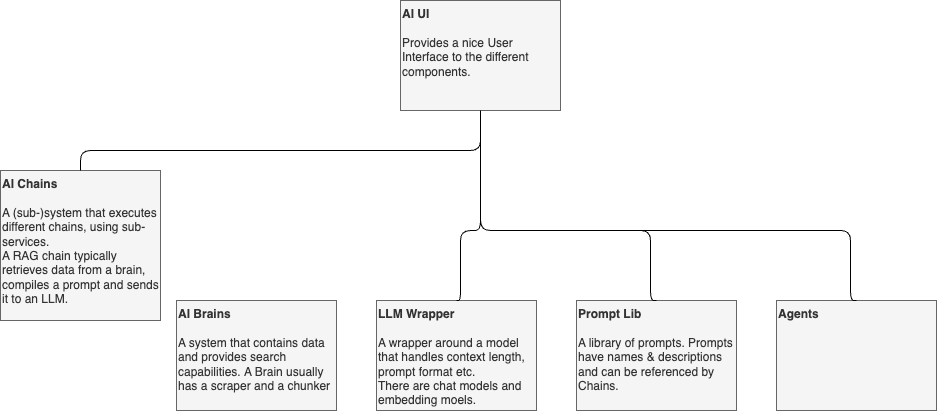 AI UI
Provides a nice User
Interface to the different
components.
AI Chains
A (sub-)system that executes
different chains, using sub-
services.
A RAG chain typically
retrieves data from a brain,
compiles a prompt and sends
it to an LLM.
AI Brains
A system that contains data
and provides search
capabilities. A Brain usually
has a scraper and a chunker
LLM Wrapper
A wrapper around a model
that handles context length,
prompt format etc.
There are chat models and
embedding moels.
Prompt Lib
A library of prompts. Prompts
have names & descriptions
and can be referenced by
Chains.
Agents